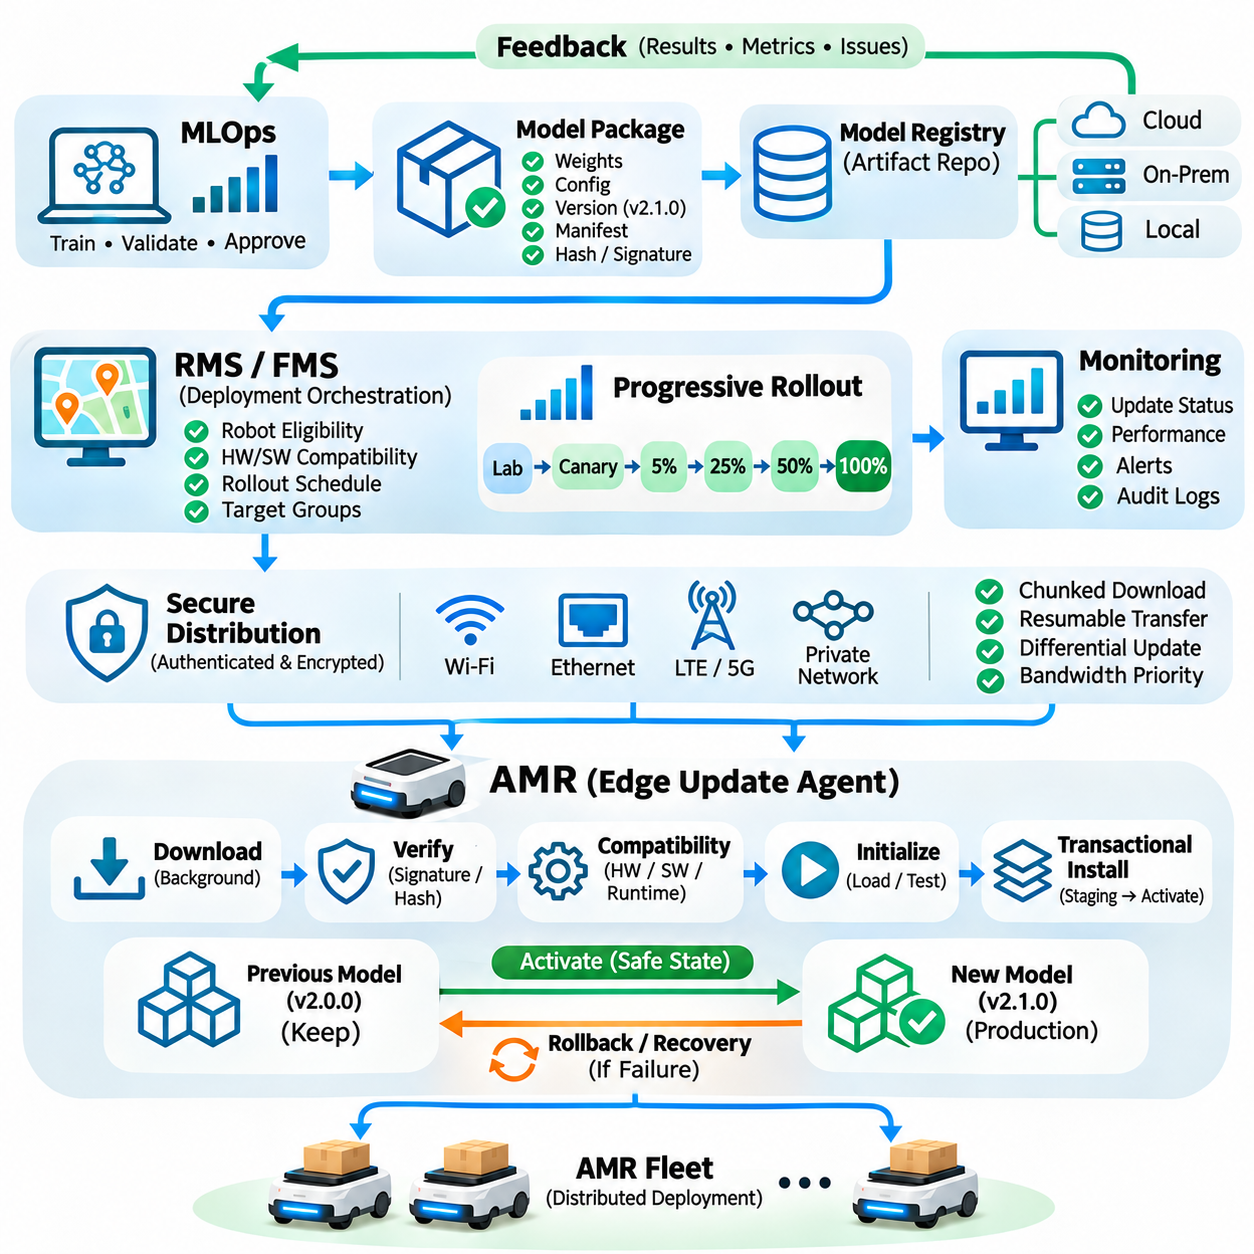 Feedback (Results • Metrics • Issues)
MLOps
Train • Validate • Approve
Model Package
Weights
Config
Version (v2.1.0)
Manifest
Hash / Signature
Model Registry
(Artifact Repo)
Cloud
On-Prem
Local
RMS / FMS
(Deployment Orchestration)
Robot Eligibility
HW/SW Compatibility
Rollout Schedule
Target Groups
Progressive Rollout
Lab → Canary → 5% → 25% → 50% → 100%
Monitoring
Update Status
Performance
Alerts
Audit Logs
Secure
Distribution
(Authenticated & Encrypted)
Wi-Fi
Ethernet
LTE / 5G
Private
Network
Chunked Download
Resumable Transfer
Differential Update
Bandwidth Priority
AMR (Edge Update Agent)
Download
(Background)
Verify
(Signature /
Hash)
Compatibility
(HW / SW /
Runtime)
Initialize
(Load / Test)
Transactional
Install
(Staging → Activate)
Previous Model
(v2.0.0)
(Keep)
Activate (Safe State)
Rollback / Recovery
(If Failure)
New Model
(v2.1.0)
(Production)
AMR Fleet
(Distributed Deployment)